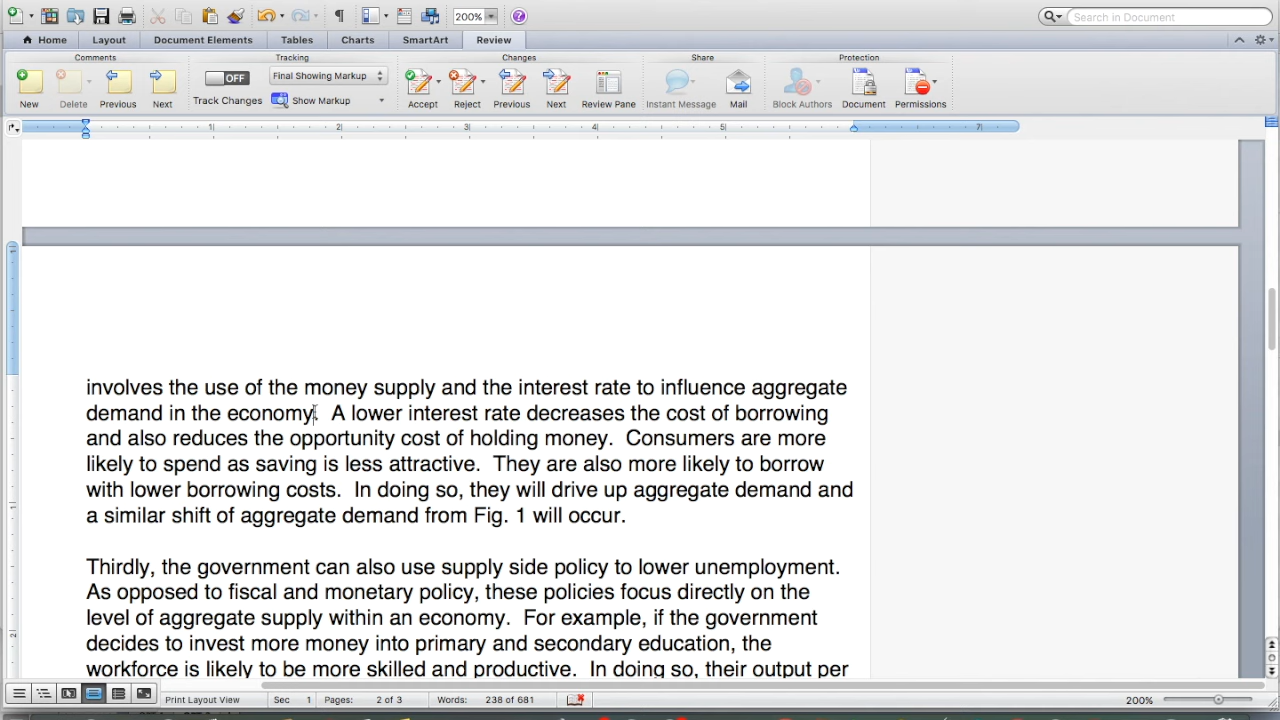 200%
Search in Document
Home Layout Document Elements Tables Charts SmartArt Review
Comments Tracking Changes Share Protection
OFF Final Showing Markup
Track Changes Show Markup
New Delete Previous Next Accept Reject Previous Next Review Pane Instant Message Mail Block Authors Document Permissions
1 2 3 4 5 7
involves the use of the money supply and the interest rate to influence aggregate
demand in the economy.  A lower interest rate decreases the cost of borrowing
and also reduces the opportunity cost of holding money.  Consumers are more
likely to spend as saving is less attractive.  They are also more likely to borrow
with lower borrowing costs.  In doing so, they will drive up aggregate demand and
a similar shift of aggregate demand from Fig. 1 will occur.
Thirdly, the government can also use supply side policy to lower unemployment.
As opposed to fiscal and monetary policy, these policies focus directly on the
level of aggregate supply within an economy.  For example, if the government
decides to invest more money into primary and secondary education, the
workforce is likely to be more skilled and productive.  In doing so, their output per
Print Layout View Sec 1 Pages: 2 of 3 Words: 238 of 681 200%